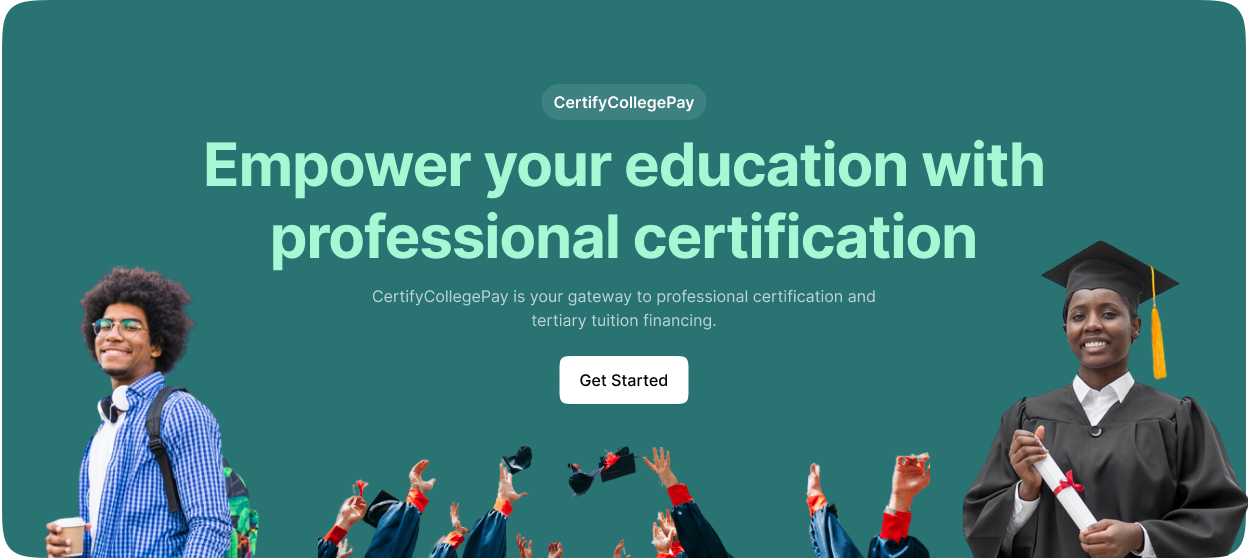 CertifyCollegePay
Empower your education with
professional certification
CertifyCollegePay is your gateway to professional certification and
tertiary tuition financing.
Get Started